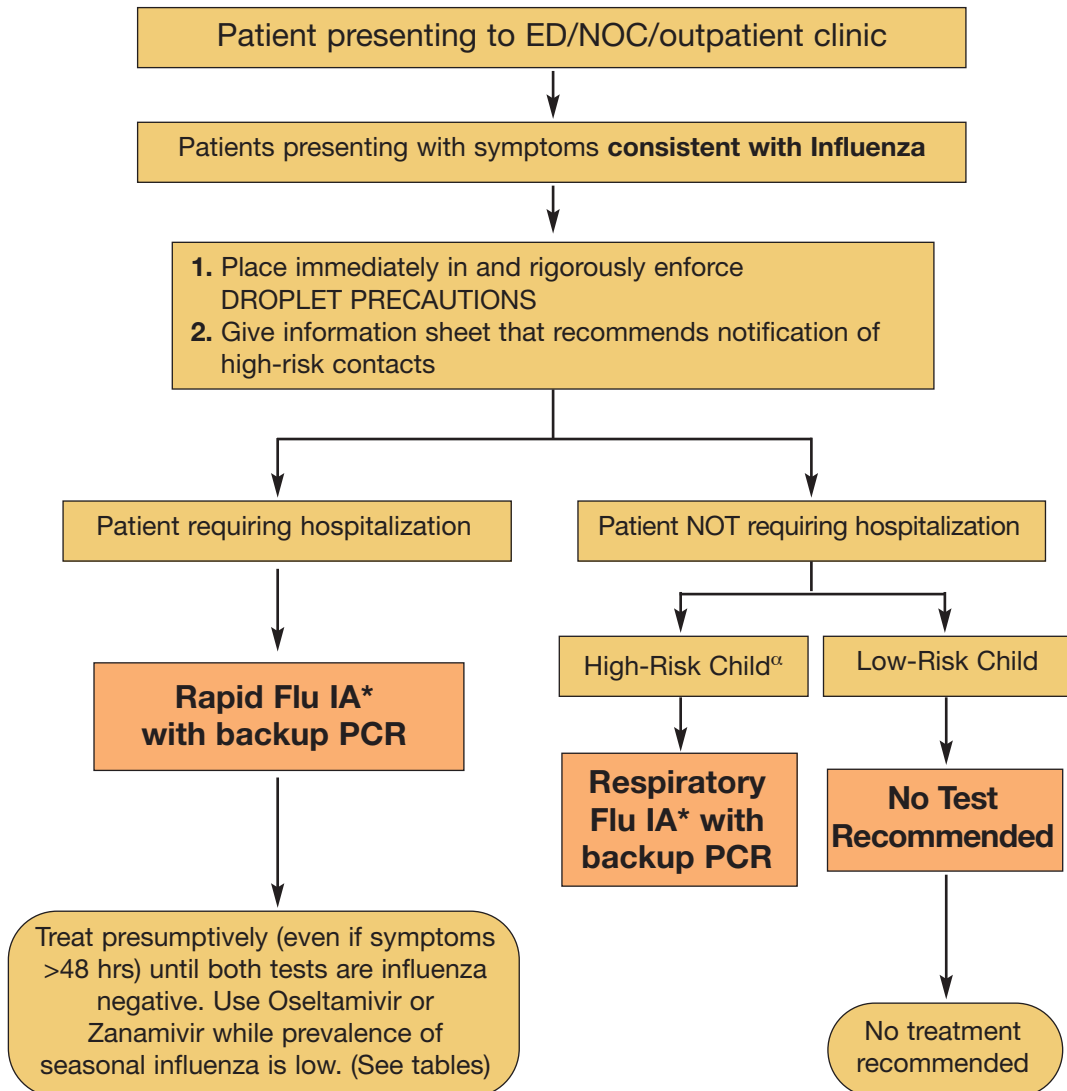 Patient presenting to ED/NOC/outpatient clinic
Patients presenting with symptoms consistent with Influenza
1. Place immediately in and rigorously enforce
DROPLET PRECAUTIONS
2. Give information sheet that recommends notification of
high-risk contacts
Patient requiring hospitalization
Patient NOT requiring hospitalization
High-Risk Childα
Low-Risk Child
Rapid Flu IA*
with backup PCR
Respiratory
Flu IA* with
backup PCR
No Test
Recommended
Treat presumptively (even if symptoms
>48 hrs) until both tests are influenza
negative. Use Oseltamivir or
Zanamivir while prevalence of
seasonal influenza is low. (See tables)
No treatment
recommended